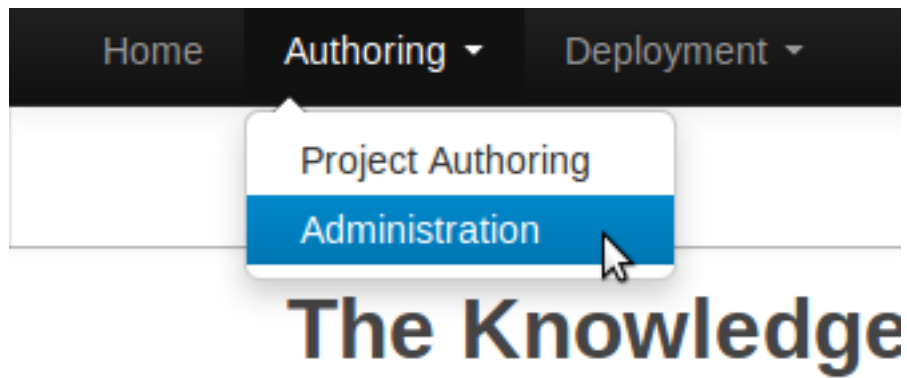 Home Authoring Deployment
Project Authoring
Administration
The Knowledge